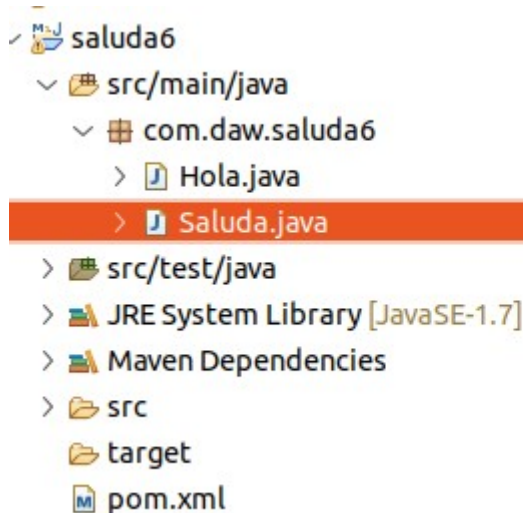 saluda6
src/main/java
com.daw.saluda6
Hola.java
Saluda.java
src/test/java
JRE System Library [JavaSE-1.7]
Maven Dependencies
src
target
pom.xml